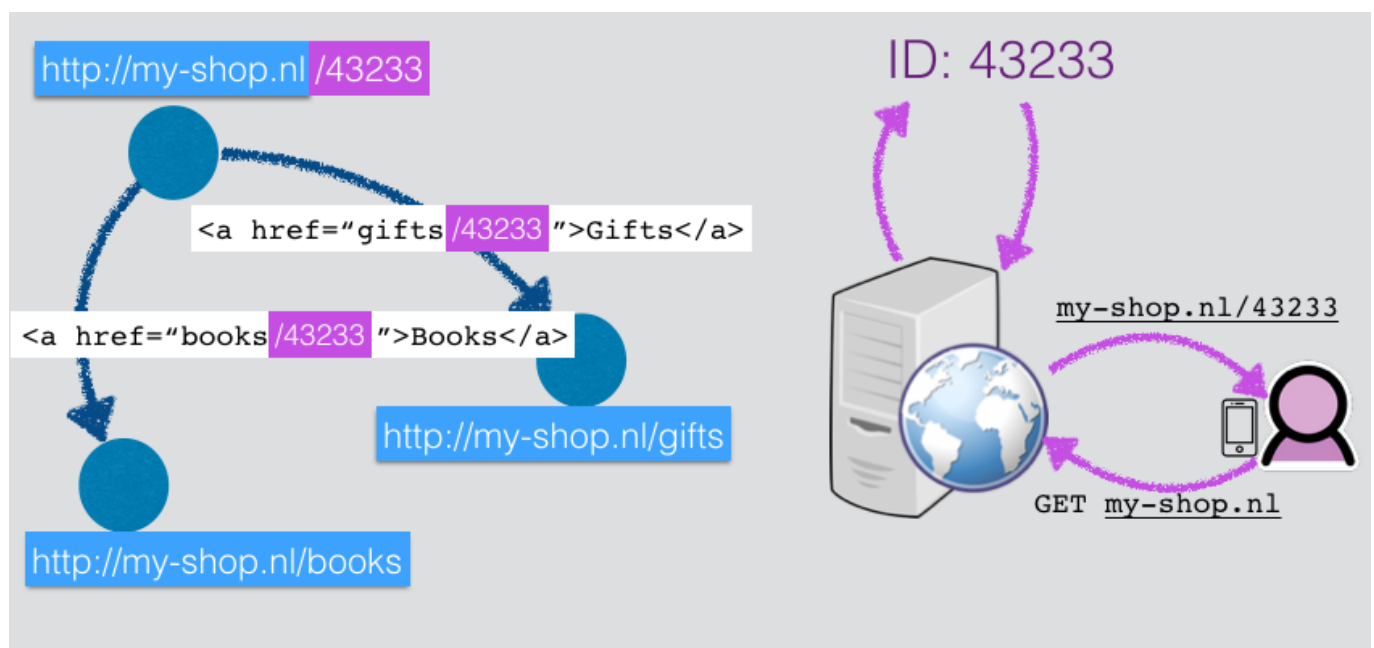 http://my-shop.nl /43233
<a href=“gifts /43233 ”>Gifts</a>
<a href=“books /43233 ”>Books</a>
http://my-shop.nl/gifts
http://my-shop.nl/books
ID: 43233
my-shop.nl/43233
GET my-shop.nl